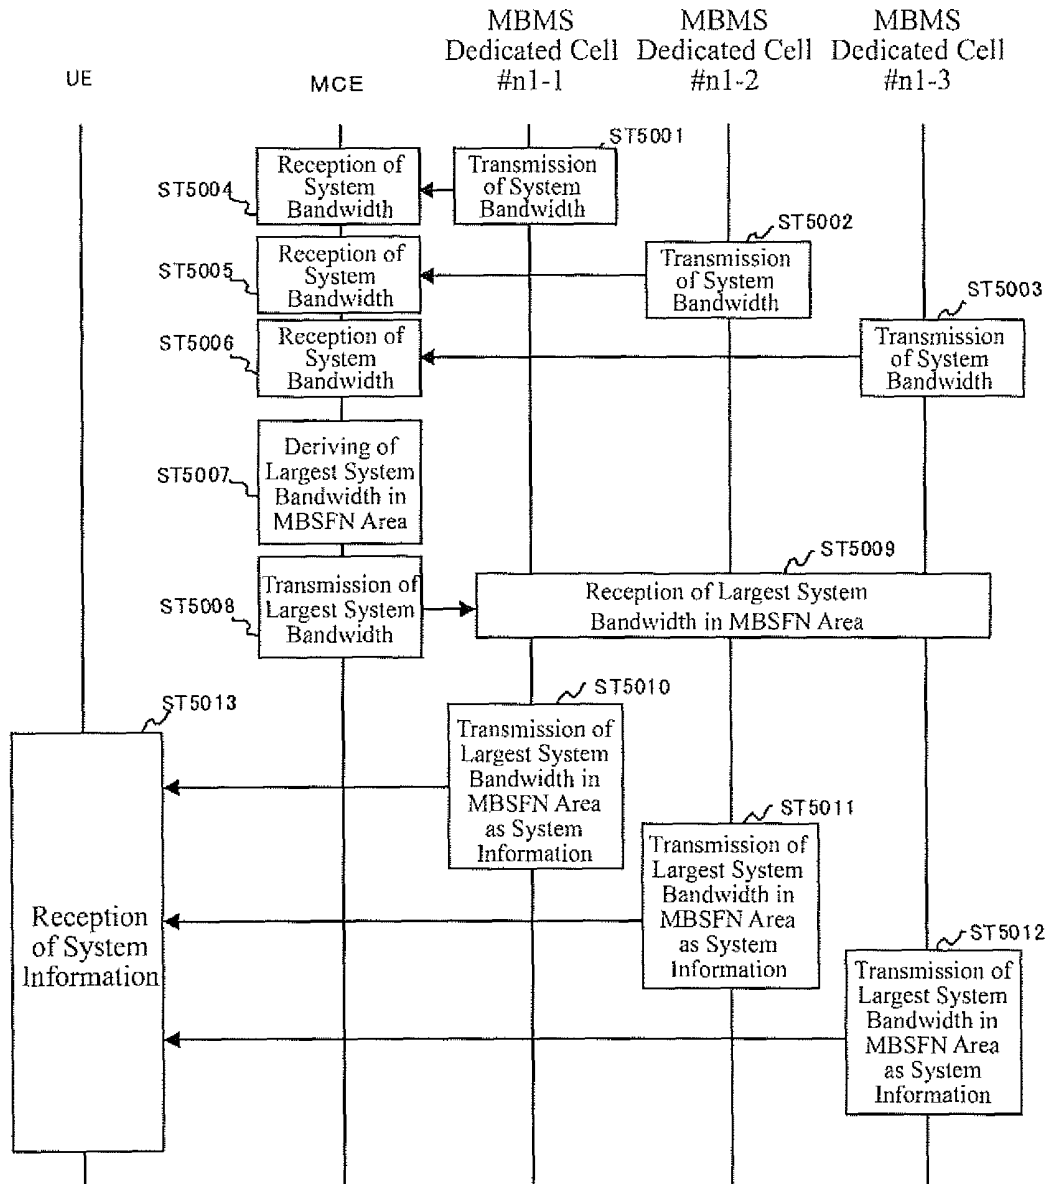 UE
MCE
MBMS
Dedicated Cell
#n1-1
MBMS
Dedicated Cell
#n1-2
MBMS
Dedicated Cell
#n1-3
ST5001
ST5004
Reception of
System
Bandwidth
Transmission
of System
Bandwidth
ST5002
ST5005
Reception of
System
Bandwidth
Transmission
of System
Bandwidth
ST5003
ST5006
Reception of
System
Bandwidth
Transmission
of System
Bandwidth
ST5007
Deriving of
Largest System
Bandwidth in
MBSFN Area
ST5009
ST5008
Transmission of
Largest System
Bandwidth
Reception of Largest System
Bandwidth in MBSFN Area
ST5010
ST5013
Transmission of
Largest System
Bandwidth in
MBSFN Area
as System
Information
ST5011
Transmission of
Largest System
Bandwidth in
MBSFN Area
as System
Information
Reception
of System
Information
ST5012
Transmission of
Largest System
Bandwidth in
MBSFN Area
as System
Information